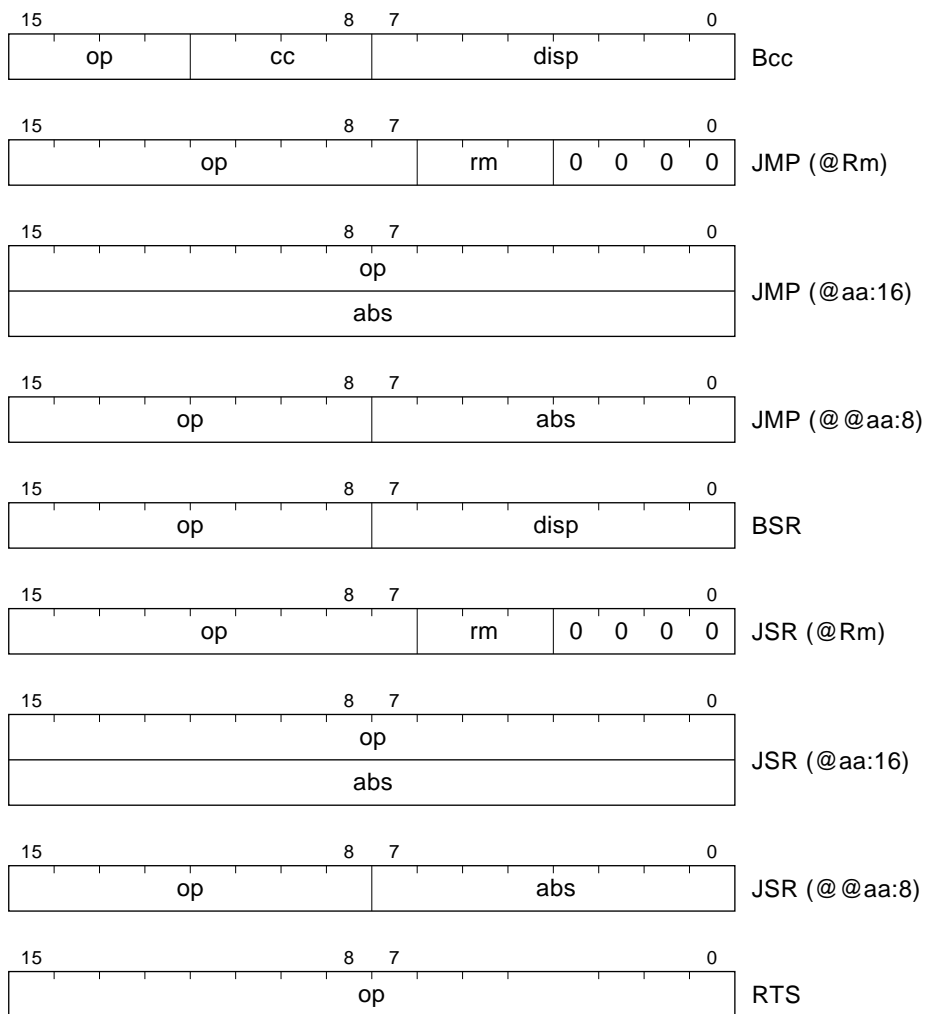 15 8 7 0
op cc disp Bcc
15 8 7 0
op rm 0 0 0 0 JMP (@Rm)
15 8 7 0
op
abs
JMP (@aa:16)
15 8 7 0
op abs JMP (@@aa:8)
15 8 7 0
op disp BSR
15 8 7 0
op rm 0 0 0 0 JSR (@Rm)
15 8 7 0
op
abs
JSR (@aa:16)
15 8 7 0
op abs JSR (@@aa:8)
15 8 7 0
op RTS